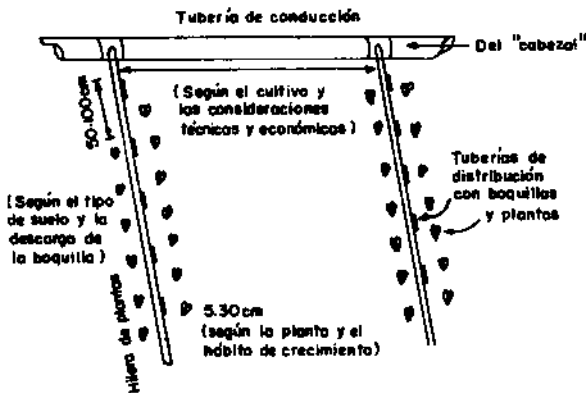 Tubería de conducción
Del "cabezal"
(Según el cultivo y
las consideraciones
técnicas y económicas)
50-100cm
Tuberías de
distribución
con boquillas
y plantas
(Según el tipo
de suelo y la
descarga de
la boquilla)
Hilera de plantas
5.30cm
(según la planta y el
hábito de crecimiento)